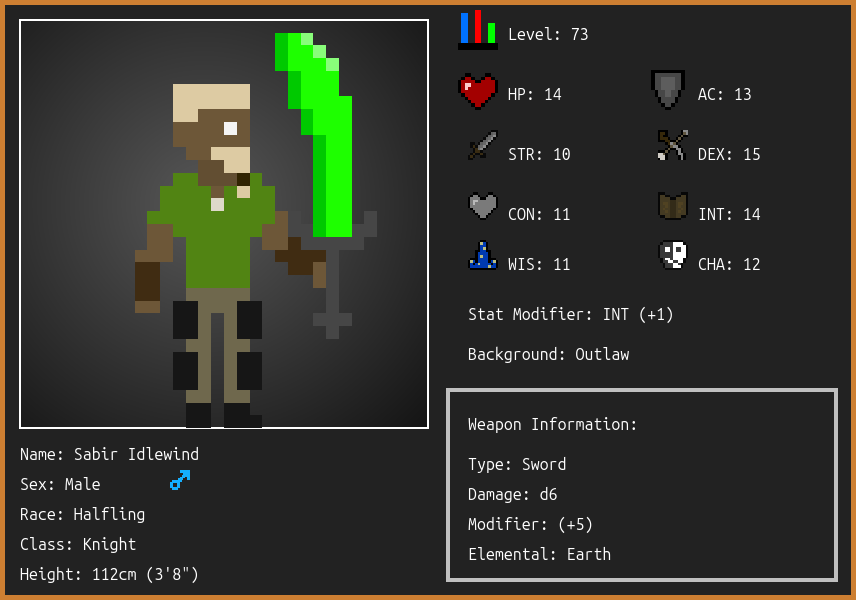 Level: 73
HP: 14
AC: 13
STR: 10
DEX: 15
CON: 11
INT: 14
WIS: 11
CHA: 12
Stat Modifier: INT (+1)
Background: Outlaw
Weapon Information:
Type: Sword
Damage: d6
Modifier: (+5)
Elemental: Earth
Name: Sabir Idlewind
Sex: Male
Race: Halfling
Class: Knight
Height: 112cm (3'8")